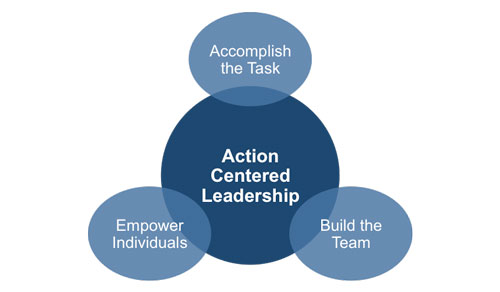 Accomplish
the Task
Action
Centered
Leadership
Empower
Individuals
Build the
Team